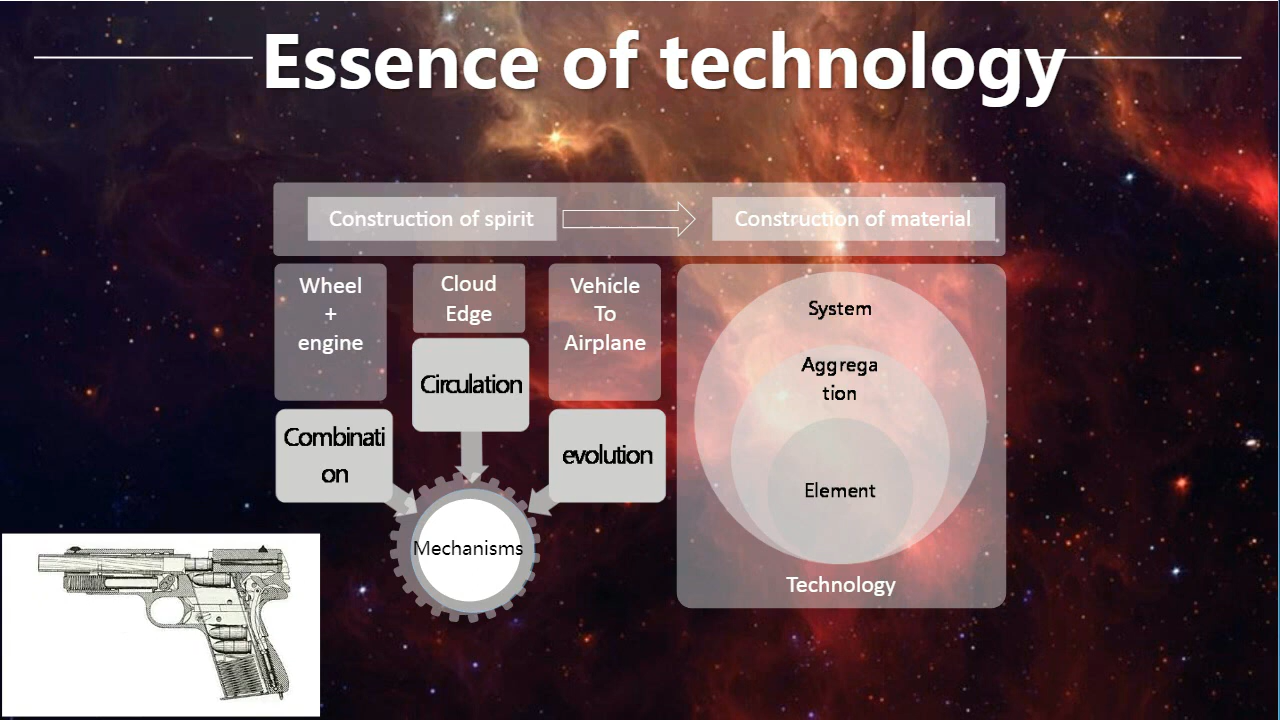 Essence of technology
Construction of spirit
Construction of material
Wheel
+
engine
Cloud
Edge
Vehicle
To
Airplane
Combinati
on
Circulation
evolution
Mechanisms
System
Aggrega
tion
Element
Technology